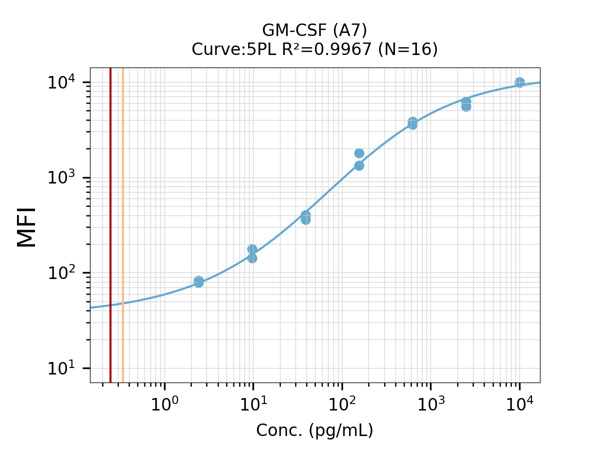 GM-CSF (A7)
Curve:5PL R²=0.9967 (N=16)
10⁴
10³
10²
10¹
MFI
10⁰
10¹
10²
10³
10⁴
Conc. (pg/mL)